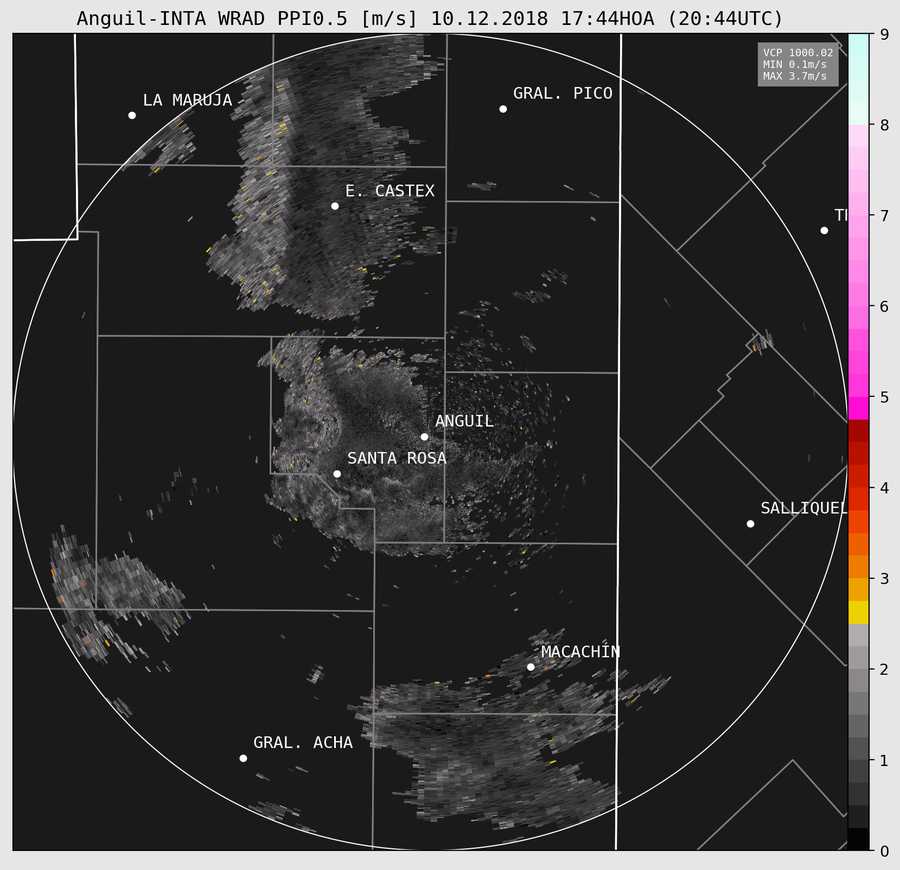 Anguil-INTA WRAD PPI0.5 [m/s] 10.12.2018 17:44HOA (20:44UTC)
VCP 1000.02
MIN 0.1m/s
MAX 3.7m/s
LA MARUJA
GRAL. PICO
E. CASTEX
ANGUIL
SANTA ROSA
SALLIQUEL
MACACHÍN
GRAL. ACHA
9
8
7
6
5
4
3
2
1
0